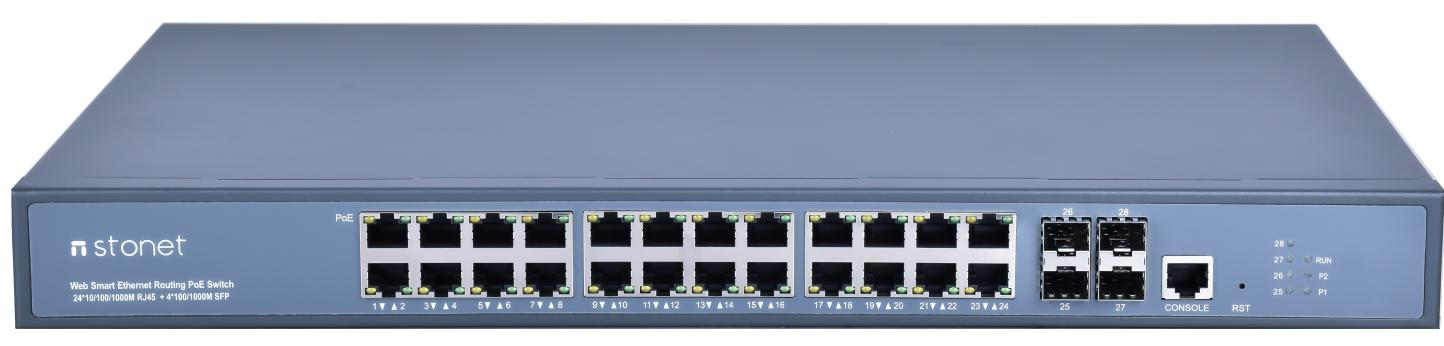 stonet
Web Smart Ethernet Routing PoE Switch
24*10/100/1000M RJ45 + 4*100/1000M SFP
PoE
1▼ ▲2 3▼ ▲4 5▼ ▲6 7▼ ▲8
9▼ ▲10 11▼ ▲12 13▼ ▲14 15▼ ▲16
17▼ ▲18 19▼ ▲20 21▼ ▲22 23▼ ▲24
26 28
25 27
CONSOLE
RST
28
27 RUN
26 P2
25 P1